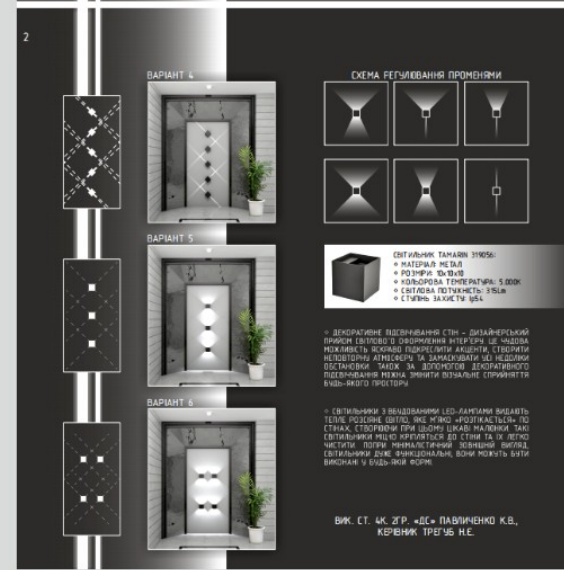 2
ВАРІАНТ 4
СХЕМА РЕГУЛЮВАННЯ ПРОМЕНЯМИ
ВАРІАНТ 5
СВІТИЛЬНИК TAMARIN 319056:
МАТЕРІАЛ: МЕТАЛ
РОЗМІРИ: 10х10х10
КОЛЬОРОВА ТЕМПЕРАТУРА: 5.000К
СВІТЛОВА ПОТУЖНІСТЬ: 315Lm
СТУПІНЬ ЗАХИСТУ: ip54
ДЕКОРАТИВНЕ ПІДСВІЧУВАННЯ СТІН – ДИЗАЙНЕРСЬКИЙ
ПРИЙОМ СВІТЛОВОГО ОФОРМЛЕННЯ ІНТЕР'ЄРУ. ЦЕ ЧУДОВА
МОЖЛИВІСТЬ ЯСКРАВО ПІДКРЕСЛИТИ АКЦЕНТИ, СТВОРИТИ
НЕПОВТОРНУ АТМОСФЕРУ ТА ЗАМАСКУВАТИ УСІ НЕДОЛІКИ
ОБСТАНОВКИ. ТАКОЖ ЗА ДОПОМОГОЮ ДЕКОРАТИВНОГО
ПІДСВІЧУВАННЯ МОЖНА ЗМІНИТИ ВІЗУАЛЬНЕ СПРИЙНЯТТЯ
БУДЬ-ЯКОГО ПРОСТОРУ.
ВАРІАНТ 6
СВІТИЛЬНИКИ З ВБУДОВАНИМИ LED-ЛАМПАМИ ВИДАЮТЬ
ТЕПЛЕ РОЗСІЯНЕ СВІТЛО, ЯКЕ М'ЯКО «РОЗТІКАЄТЬСЯ» ПО
СТІНАХ, СТВОРЮЮЧИ ПРИ ЦЬОМУ ЦІКАВІ МАЛЮНКИ. ТАКІ
СВІТИЛЬНИКИ МІЦНО КРІПЛЯТЬСЯ ДО СТІНИ ТА ЇХ ЛЕГКО
ЧИСТИТИ. ПОПРИ МІНІМАЛІСТИЧНИЙ ЗОВНІШНІЙ ВИГЛЯД,
СВІТИЛЬНИКИ ДУЖЕ ФУНКЦІОНАЛЬНІ, ВОНИ МОЖУТЬ БУТИ
ВИКОНАНІ У БУДЬ-ЯКІЙ ФОРМІ.
ВИК. СТ. 4К. 2ГР. «ДС» ПАВЛИЧЕНКО К.В.,
КЕРІВНИК ТРЕГУБ Н.Є.